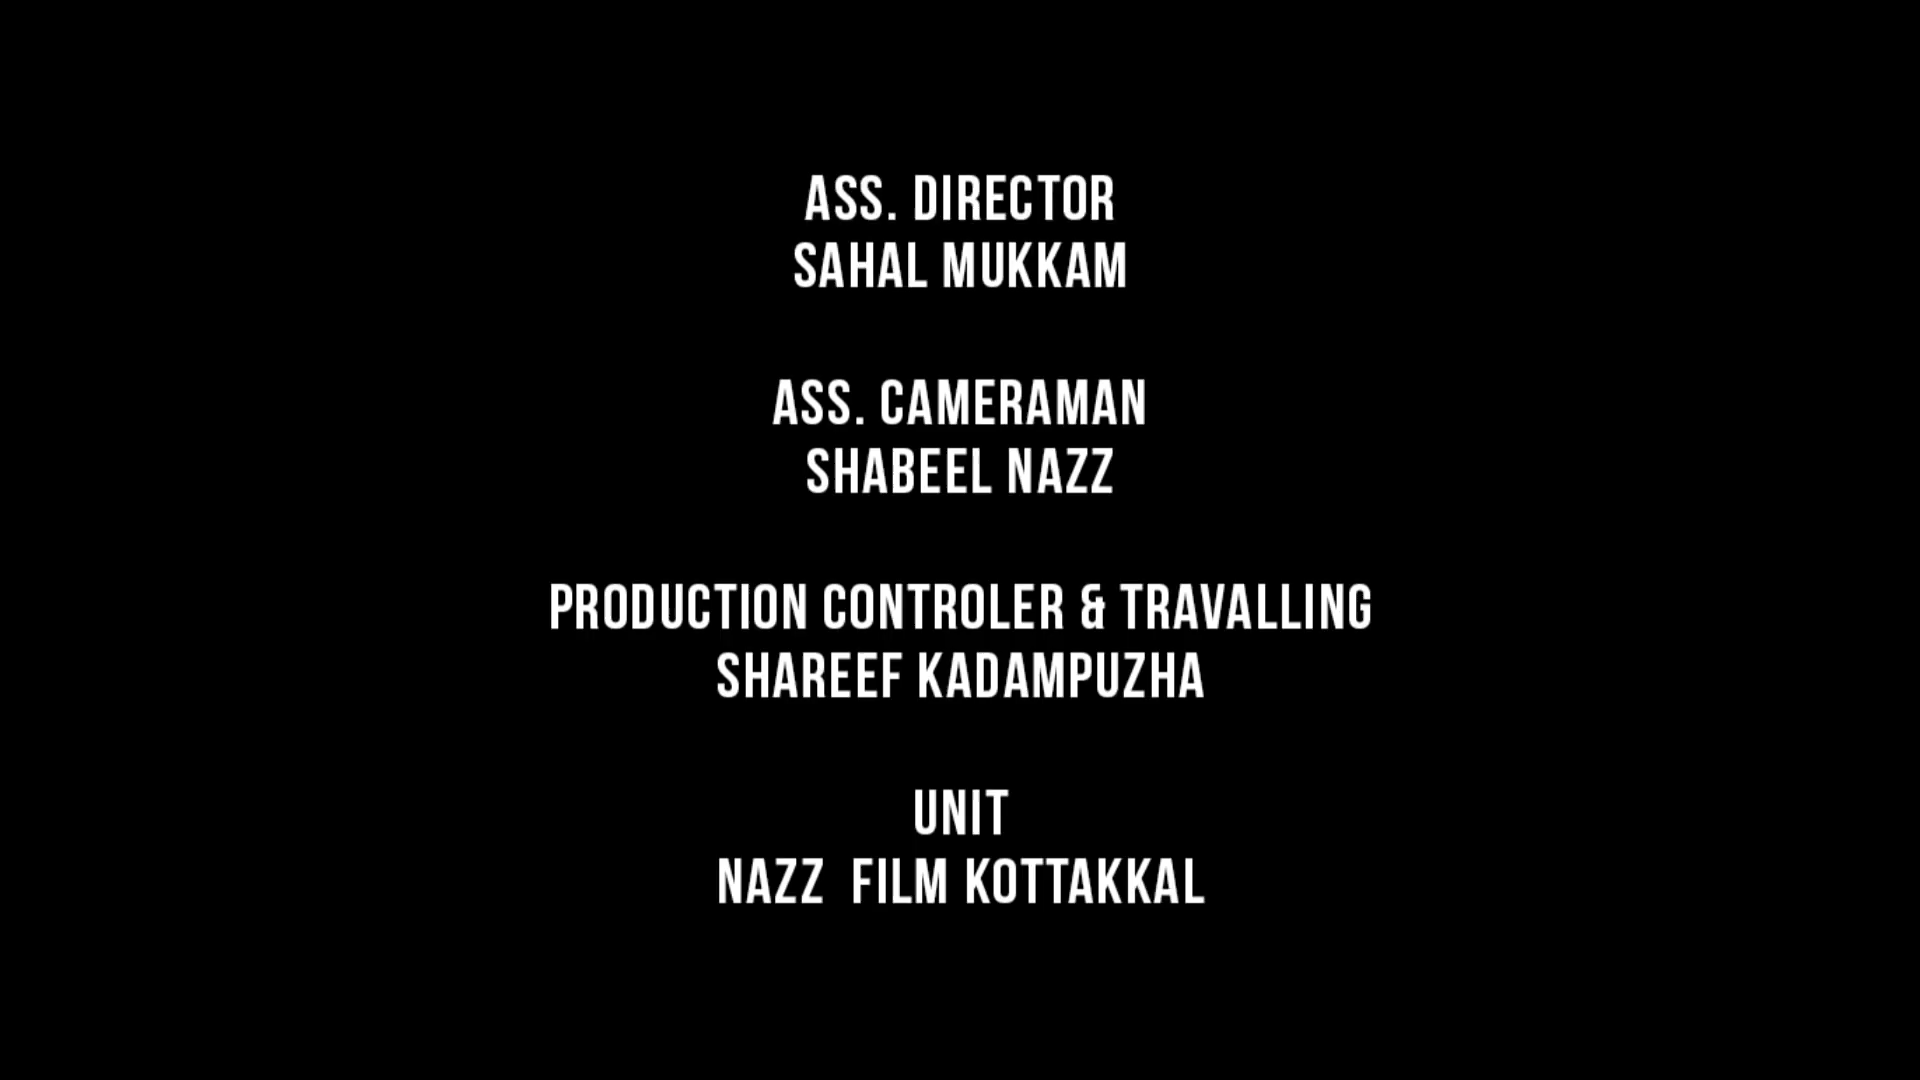 ASS. DIRECTOR
SAHAL MUKKAM
ASS. CAMERAMAN
SHABEEL NAZZ
PRODUCTION CONTROLER & TRAVALLING
SHAREEF KADAMPUZHA
UNIT
NAZZ  FILM KOTTAKKAL